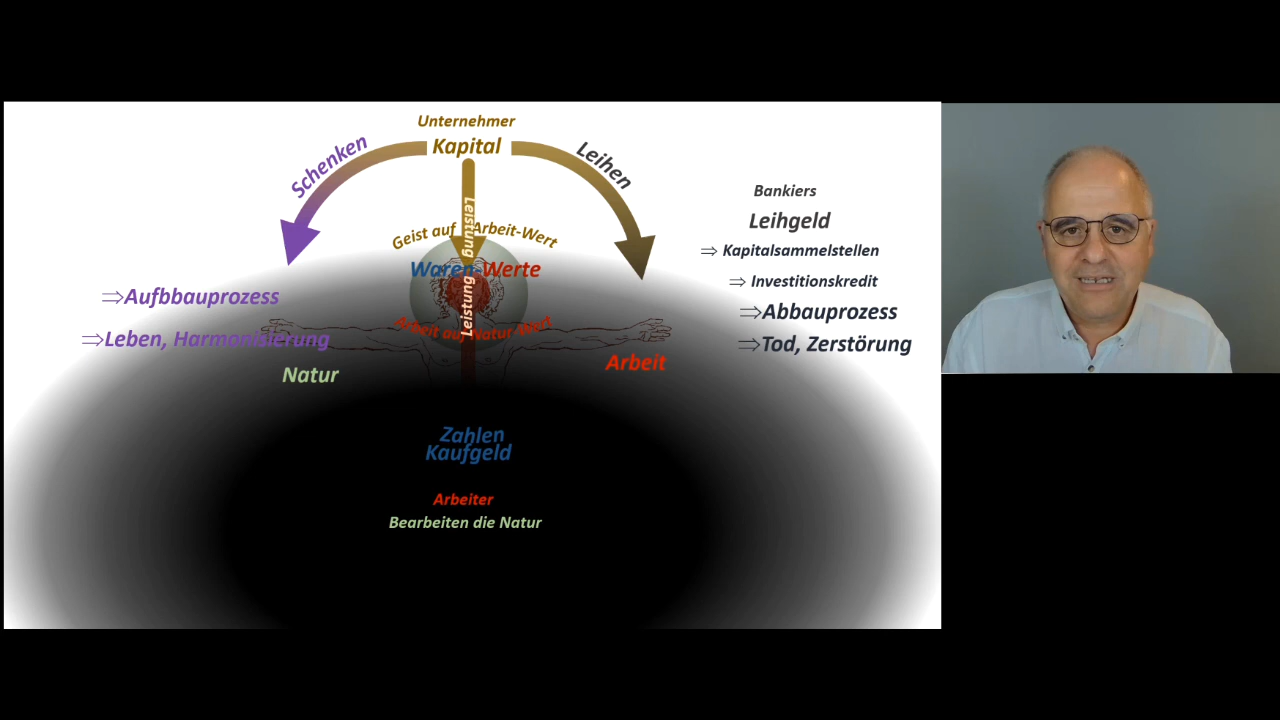 Unternehmer
Kapital
Schenken
Leihen
Leistung
Geist auf Arbeit-Wert
Waren-Werte
Leistung
Arbeit auf Natur-Wert
⇒Aufbbauprozess
⇒Leben, Harmonisierung
Natur
Arbeit
Bankiers
Leihgeld
⇒ Kapitalsammelstellen
⇒ Investitionskredit
⇒Abbauprozess
⇒Tod, Zerstörung
Zahlen
Kaufgeld
Arbeiter
Bearbeiten die Natur